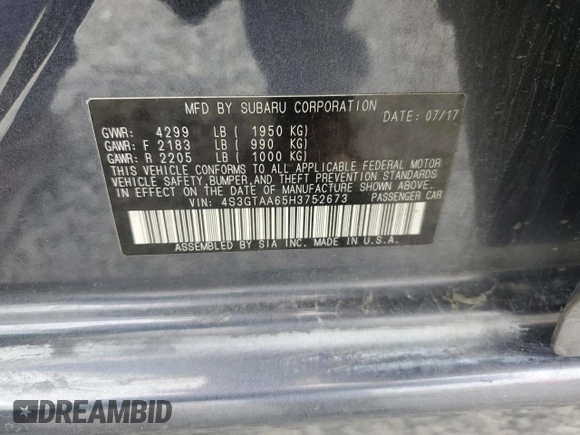 MFD BY SUBARU CORPORATION
DATE: 07/17
GVWR: 4299 LB ( 1950 KG)
GAWR: F 2183 LB ( 990 KG)
GAWR: R 2205 LB ( 1000 KG)
THIS VEHICLE CONFORMS TO ALL APPLICABLE FEDERAL MOTOR
VEHICLE SAFETY,BUMPER,AND THEFT PREVENTION STANDARDS
IN EFFECT ON THE DATE OF MANUFACTURE SHOWN ABOVE.
VIN: 4S3GTAA65H3752673 PASSENGER CAR
ASSEMBLED BY SIA INC. MADE IN U.S.A.
DREAMBID